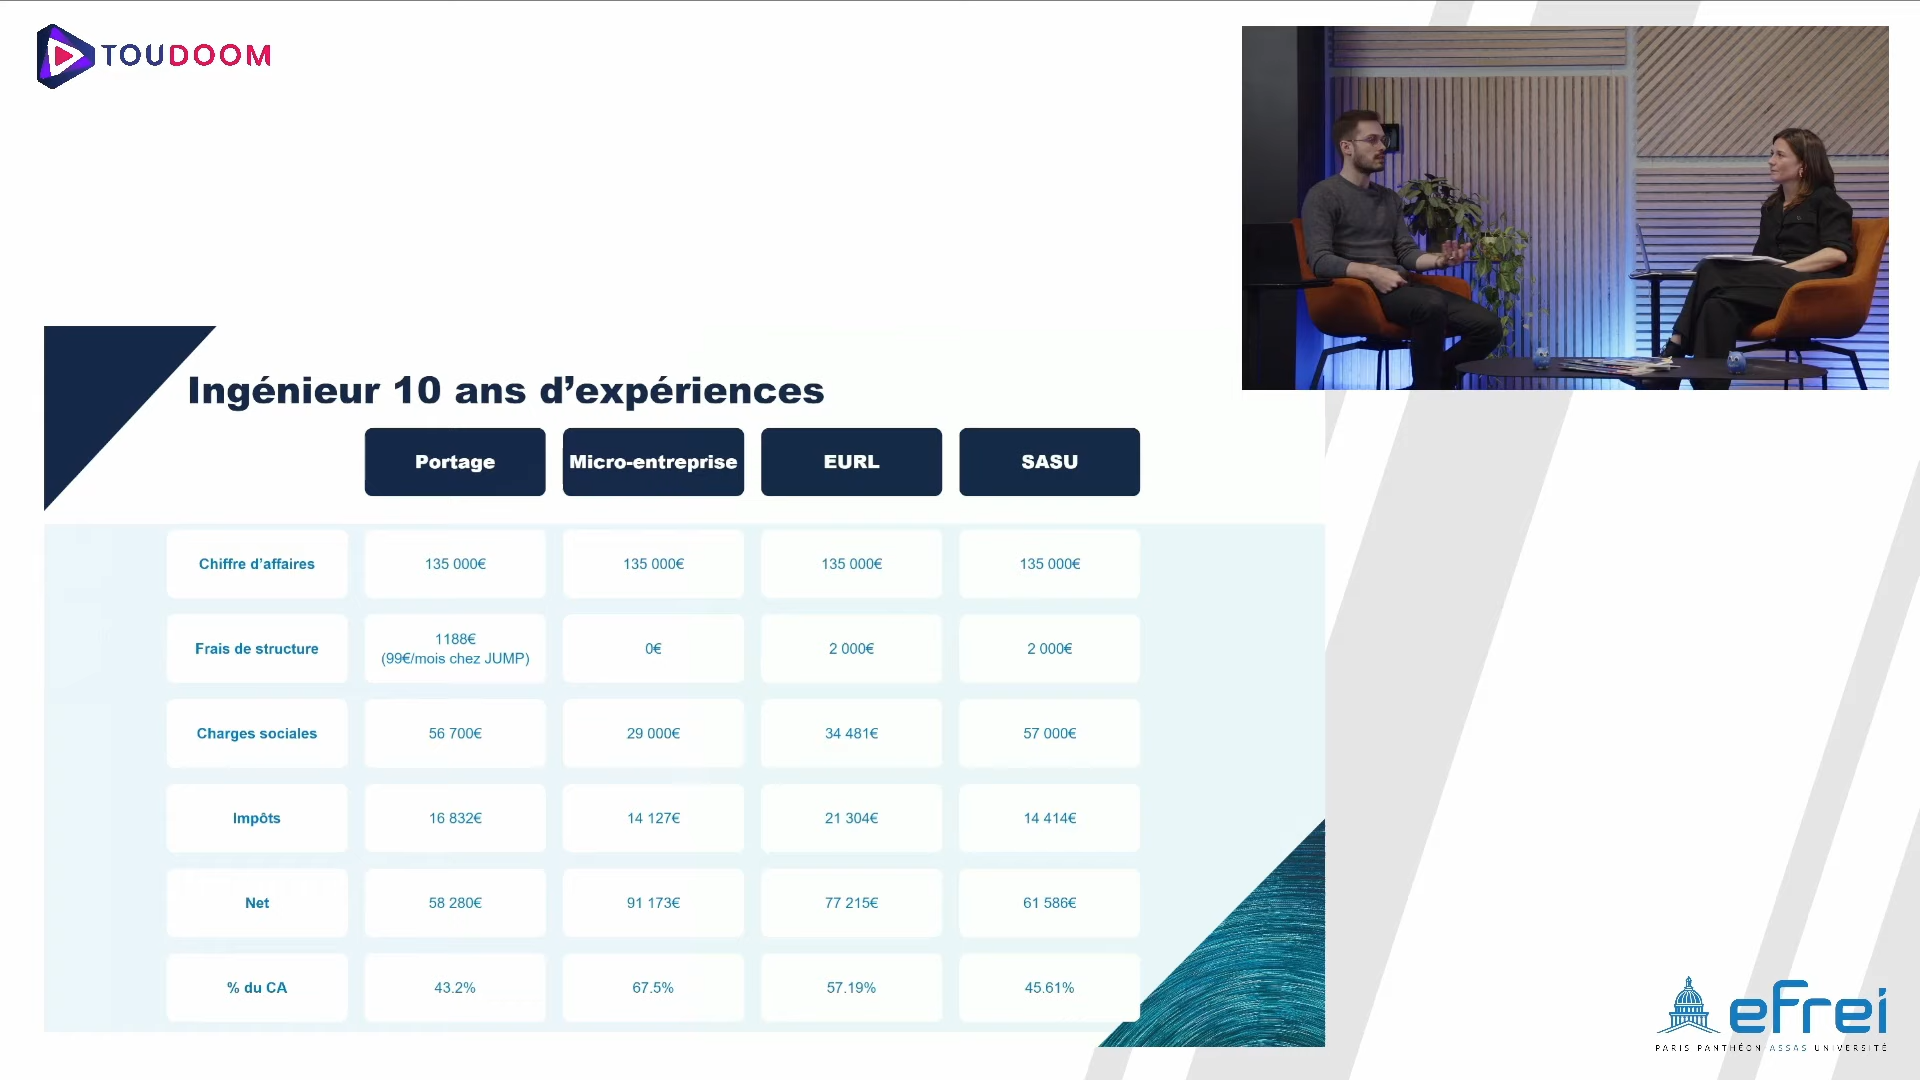 TOUDOOM
Ingénieur 10 ans d’expériences
Portage Micro-entreprise EURL SASU
Chiffre d’affaires 135 000€ 135 000€ 135 000€ 135 000€
Frais de structure 1188€ (99€/mois chez JUMP) 0€ 2 000€ 2 000€
Charges sociales 56 700€ 29 000€ 34 481€ 57 000€
Impôts 16 832€ 14 127€ 21 304€ 14 414€
Net 58 280€ 91 173€ 77 215€ 61 586€
% du CA 43.2% 67.5% 57.19% 45.61%
efrei
PARIS PANTHÉON ASSAS UNIVERSITÉ